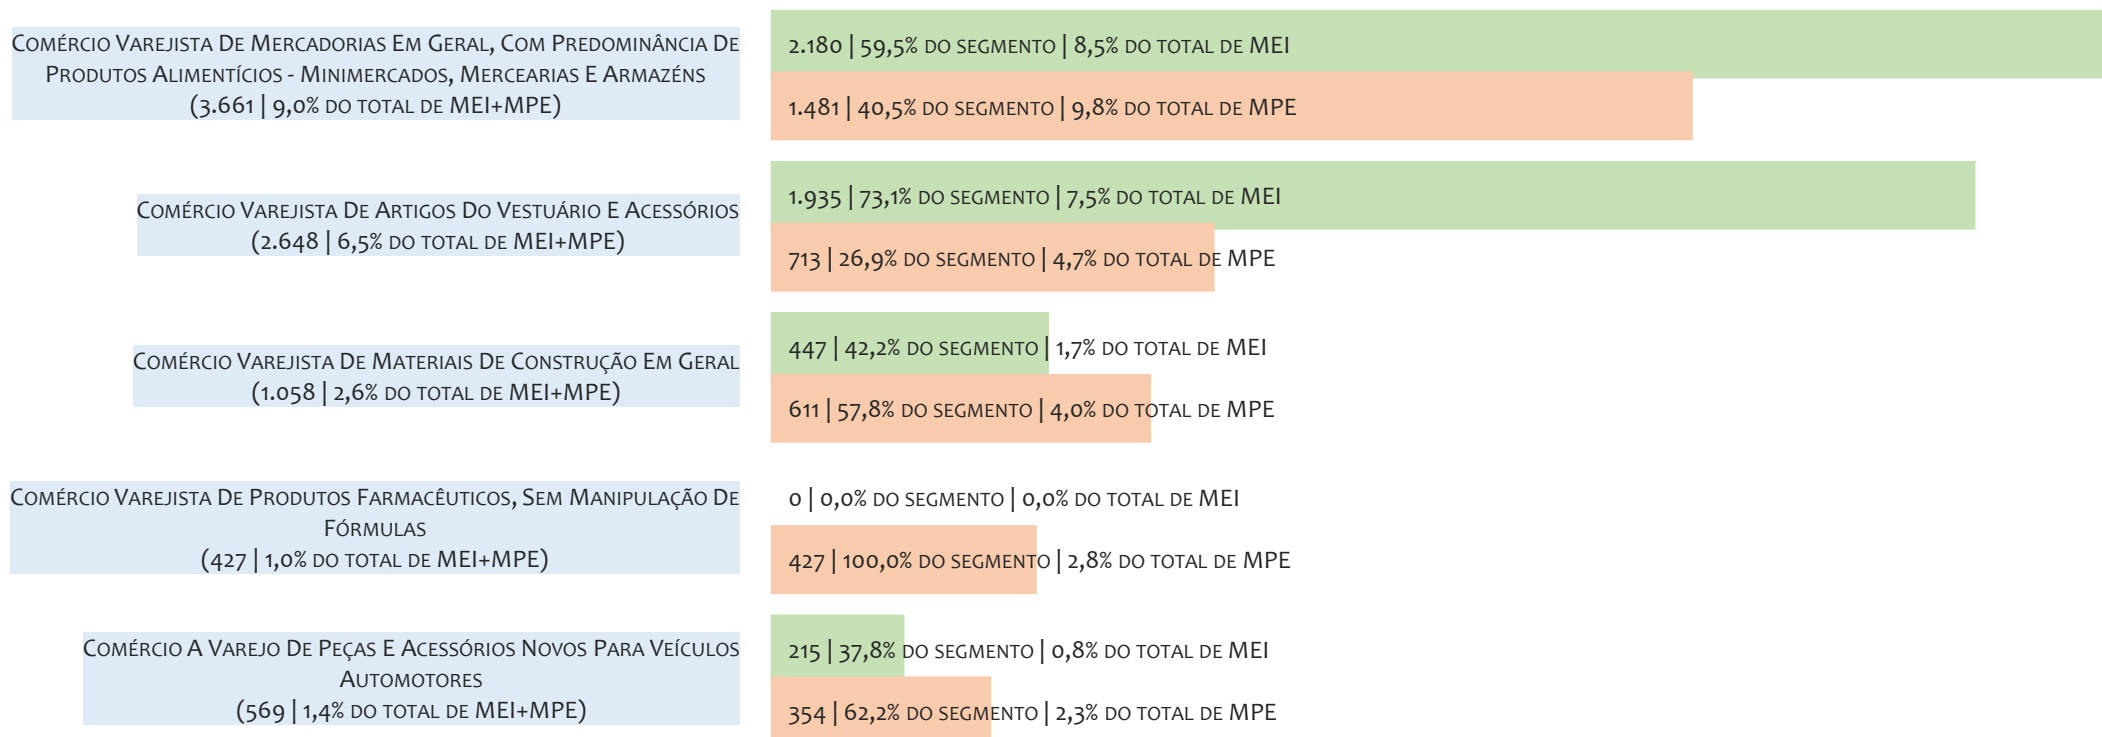 Comércio Varejista De Mercadorias Em Geral, Com Predominância De
Produtos Alimentícios - Minimercados, Mercearias E Armazéns
(3.661 | 9,0% do total de MEI+MPE)
2.180 | 59,5% do segmento | 8,5% do total de MEI
1.481 | 40,5% do segmento | 9,8% do total de MPE
Comércio Varejista De Artigos Do Vestuário E Acessórios
(2.648 | 6,5% do total de MEI+MPE)
1.935 | 73,1% do segmento | 7,5% do total de MEI
713 | 26,9% do segmento | 4,7% do total de MPE
Comércio Varejista De Materiais De Construção Em Geral
(1.058 | 2,6% do total de MEI+MPE)
447 | 42,2% do segmento | 1,7% do total de MEI
611 | 57,8% do segmento | 4,0% do total de MPE
Comércio Varejista De Produtos Farmacêuticos, Sem Manipulação De
Fórmulas
(427 | 1,0% do total de MEI+MPE)
0 | 0,0% do segmento | 0,0% do total de MEI
427 | 100,0% do segmento | 2,8% do total de MPE
Comércio A Varejo De Peças E Acessórios Novos Para Veículos
Automotores
(569 | 1,4% do total de MEI+MPE)
215 | 37,8% do segmento | 0,8% do total de MEI
354 | 62,2% do segmento | 2,3% do total de MPE